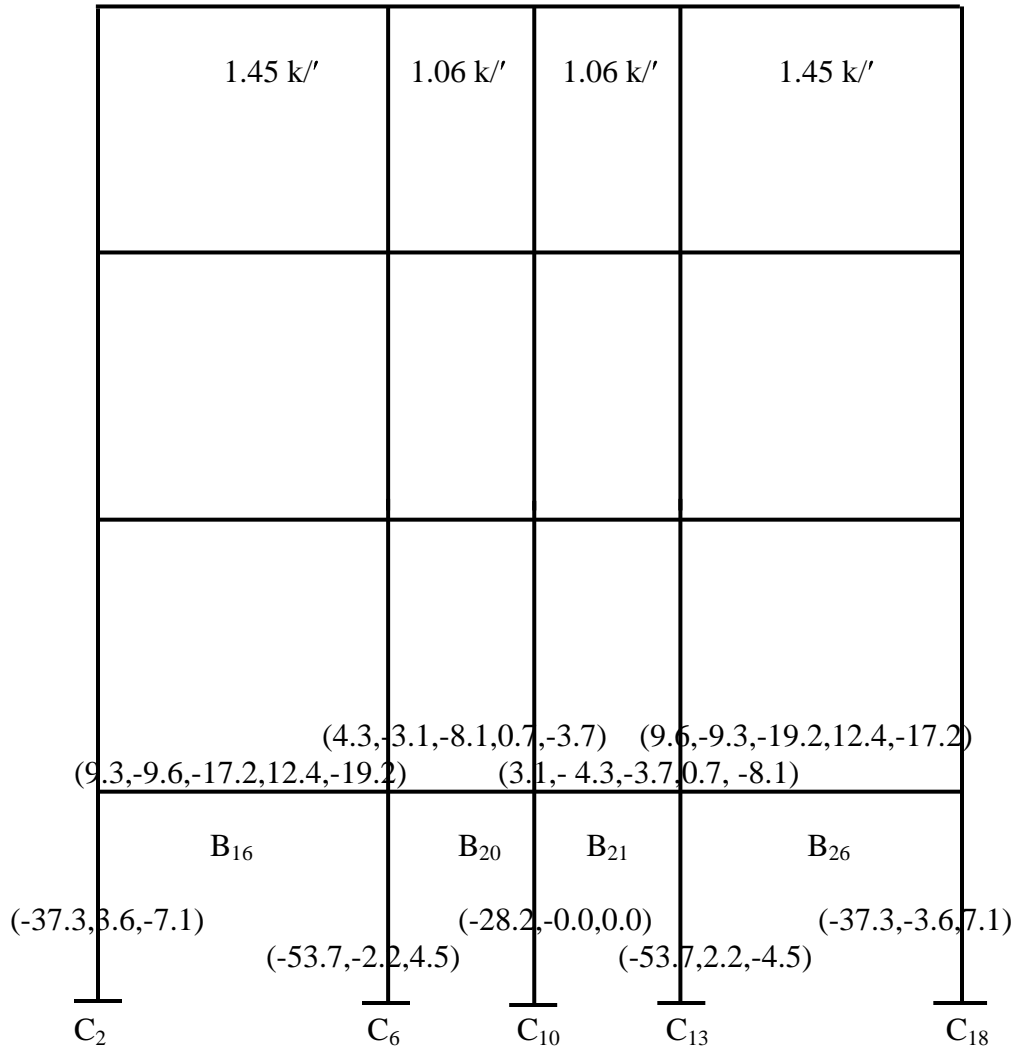 1.45 k/′ 1.06 k/′ 1.06 k/′ 1.45 k/′
(4.3,-3.1,-8.1,0.7,-3.7) (9.6,-9.3,-19.2,12.4,-17.2)
(9.3,-9.6,-17.2,12.4,-19.2) (3.1,- 4.3,-3.7,0.7, -8.1)
B₁₆ B₂₀ B₂₁ B₂₆
(-37.3,3.6,-7.1) (-28.2,-0.0,0.0) (-37.3,-3.6,7.1)
(-53.7,-2.2,4.5) (-53.7,2.2,-4.5)
C₂ C₆ C₁₀ C₁₃ C₁₈